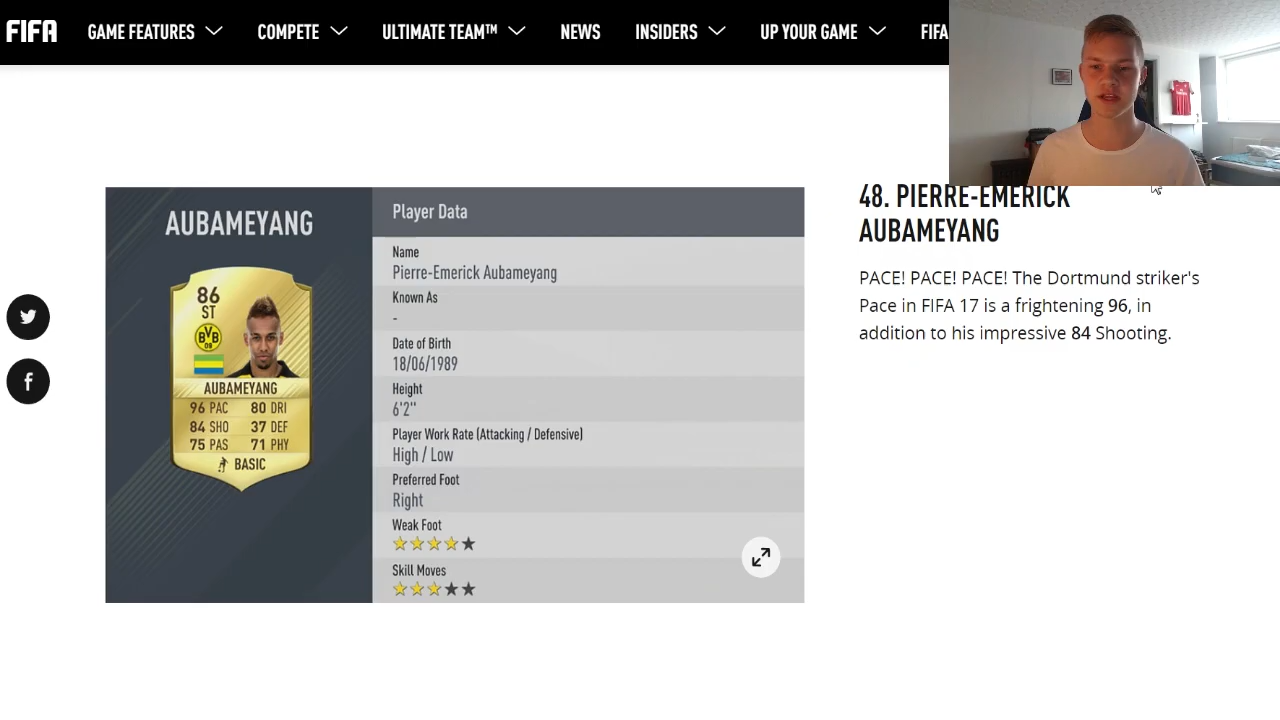 FIFA GAME FEATURES COMPETE ULTIMATE TEAM™ NEWS INSIDERS UP YOUR GAME FIFA
AUBAMEYANG
86
ST
BVB
09
AUBAMEYANG
96 PAC 80 DRI
84 SHO 37 DEF
75 PAS 71 PHY
BASIC
Player Data
Name
Pierre-Emerick Aubameyang
Known As
-
Date of Birth
18/06/1989
Height
6'2"
Player Work Rate (Attacking / Defensive)
High / Low
Preferred Foot
Right
Weak Foot
Skill Moves
48. PIERRE-EMERICK
AUBAMEYANG
PACE! PACE! PACE! The Dortmund striker's
Pace in FIFA 17 is a frightening 96, in
addition to his impressive 84 Shooting.